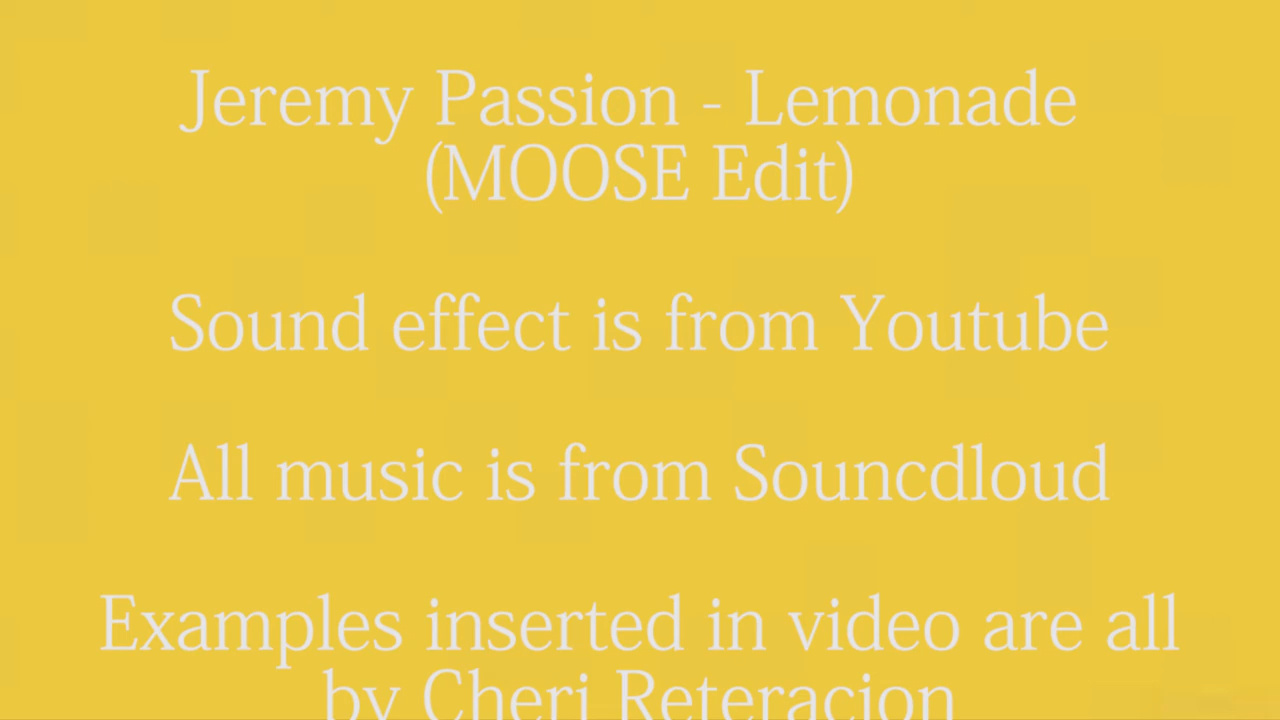 Jeremy Passion - Lemonade
(MOOSE Edit)
Sound effect is from Youtube
All music is from Souncdloud
Examples inserted in video are all
by Cheri Reteracion